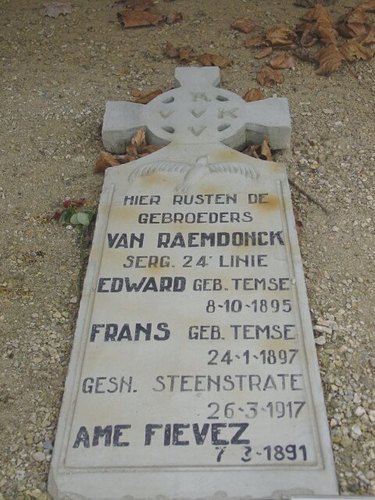 A
V V K
V
HIER RUSTEN DE
GEBROEDERS
VAN RAEMDONCK
SERG. 24ᵉ LINIE
EDWARD GEB. TEMSE
8-10-1895
FRANS GEB. TEMSE
24-1-1897
GESN. STEENSTRATE
26-3-1917
AME FIEVEZ
7-3-1891